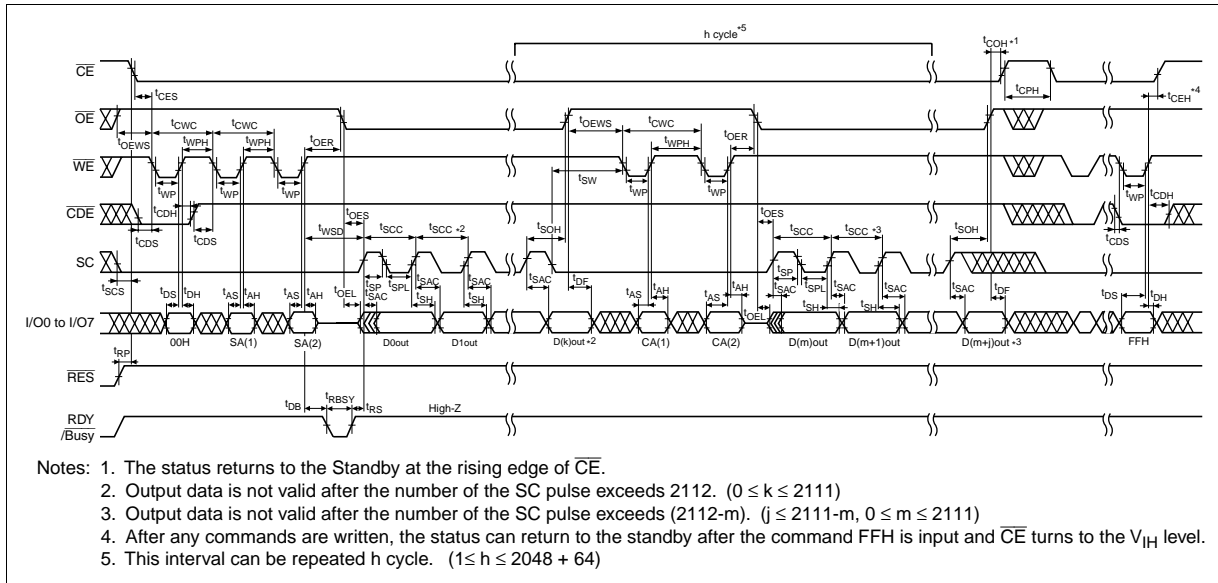 h cycle*5
tCOH *1
CE
tCES
tCPH
tCEH*4
OE
tOEWS tCWC tCWC tOEWS tCWC
tWPH tWPH tOER tWPH tOER
WE
tWP tWP tWP tSW tWP tWP tWP
tCDH tCDH
CDE
tCDS tCDS tOES tOES tCDS
tWSD tSCC tSCC *2 tSOH tSCC tSCC *3 tSOH
SC
tSCS tSP tSPL tSAC tSAC tSAC tDF tSP tSPL tSAC tSAC tSAC tDF
tDS tDH tAS tAH tAS tAH tOEL tSAC tSH tSH tAS tAH tAS tAH tOEL tSAC tSH tSH tDS tDH
I/O0 to I/O7
00H SA(1) SA(2) D0out D1out D(k)out *2 CA(1) CA(2) D(m)out D(m+1)out D(m+j)out *3 FFH
tRP
RES
tDB tRBSY tRS High-Z
RDY
/Busy
Notes: 1. The status returns to the Standby at the rising edge of CE.
2. Output data is not valid after the number of the SC pulse exceeds 2112. (0 ≤ k ≤ 2111)
3. Output data is not valid after the number of the SC pulse exceeds (2112-m). (j ≤ 2111-m, 0 ≤ m ≤ 2111)
4. After any commands are written, the status can return to the standby after the command FFH is input and CE turns to the VIH level.
5. This interval can be repeated h cycle. (1≤ h ≤ 2048 + 64)